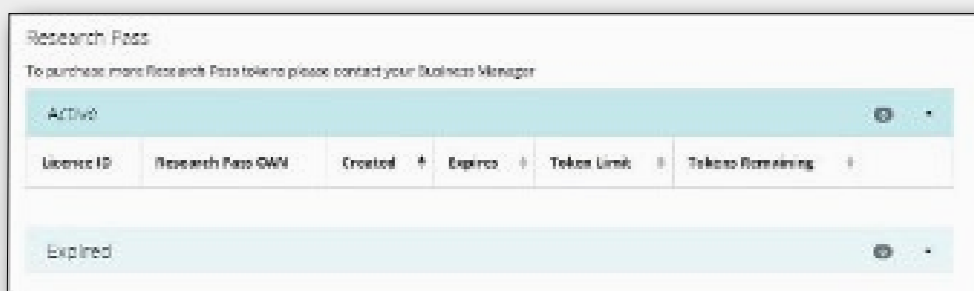 Research Pass
To purchase more Research Pass tokens please contact your Business Manager
Active
Licence ID Research Pass OAN Created Expires Token Limit Tokens Remaining
Expired